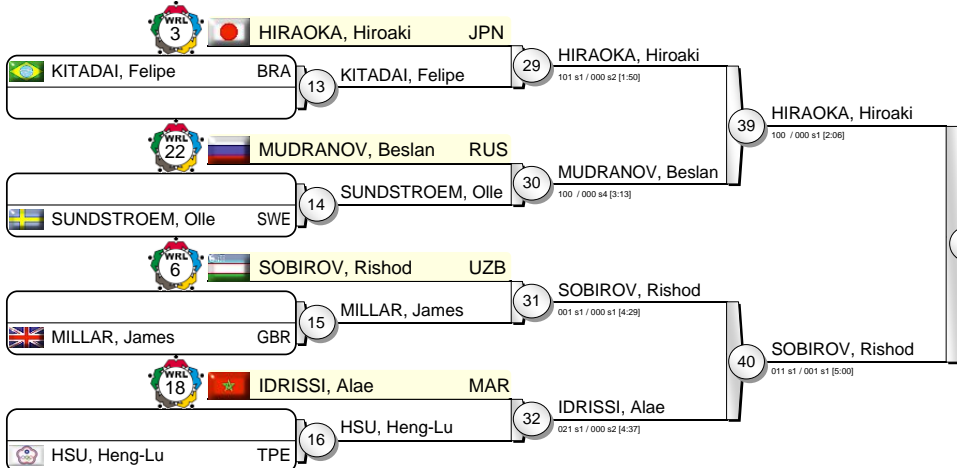 WRL
3
HIRAOKA, Hiroaki JPN
KITADAI, Felipe BRA
13
KITADAI, Felipe
29
HIRAOKA, Hiroaki
101 s1 / 000 s2 [1:50]
WRL
22
MUDRANOV, Beslan RUS
SUNDSTROEM, Olle SWE
14
SUNDSTROEM, Olle
30
MUDRANOV, Beslan
100 / 000 s4 [3:13]
39
HIRAOKA, Hiroaki
100 / 000 s1 [2:06]
WRL
6
SOBIROV, Rishod UZB
MILLAR, James GBR
15
MILLAR, James
31
SOBIROV, Rishod
001 s1 / 000 s1 [4:29]
WRL
18
IDRISSI, Alae MAR
HSU, Heng-Lu TPE
16
HSU, Heng-Lu
32
IDRISSI, Alae
021 s1 / 000 s2 [4:37]
40
SOBIROV, Rishod
011 s1 / 001 s1 [5:00]